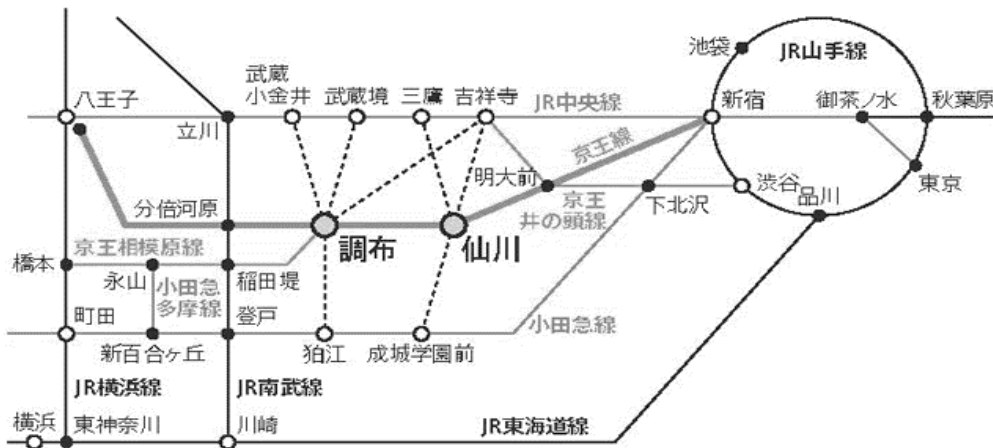 池袋
JR山手線
武蔵
小金井
武蔵境
三鷹
吉祥寺
八王子
JR中央線
新宿
御茶ノ水
秋葉原
立川
京王線
明大前
渋谷
東京
分倍河原
京王
井の頭線
下北沢
品川
調布
仙川
京王相模原線
橋本
永山
小田急
多摩線
稲田堤
町田
登戸
小田急線
新百合ヶ丘
狛江
成城学園前
JR横浜線
JR南武線
横浜
東神奈川
川崎
JR東海道線